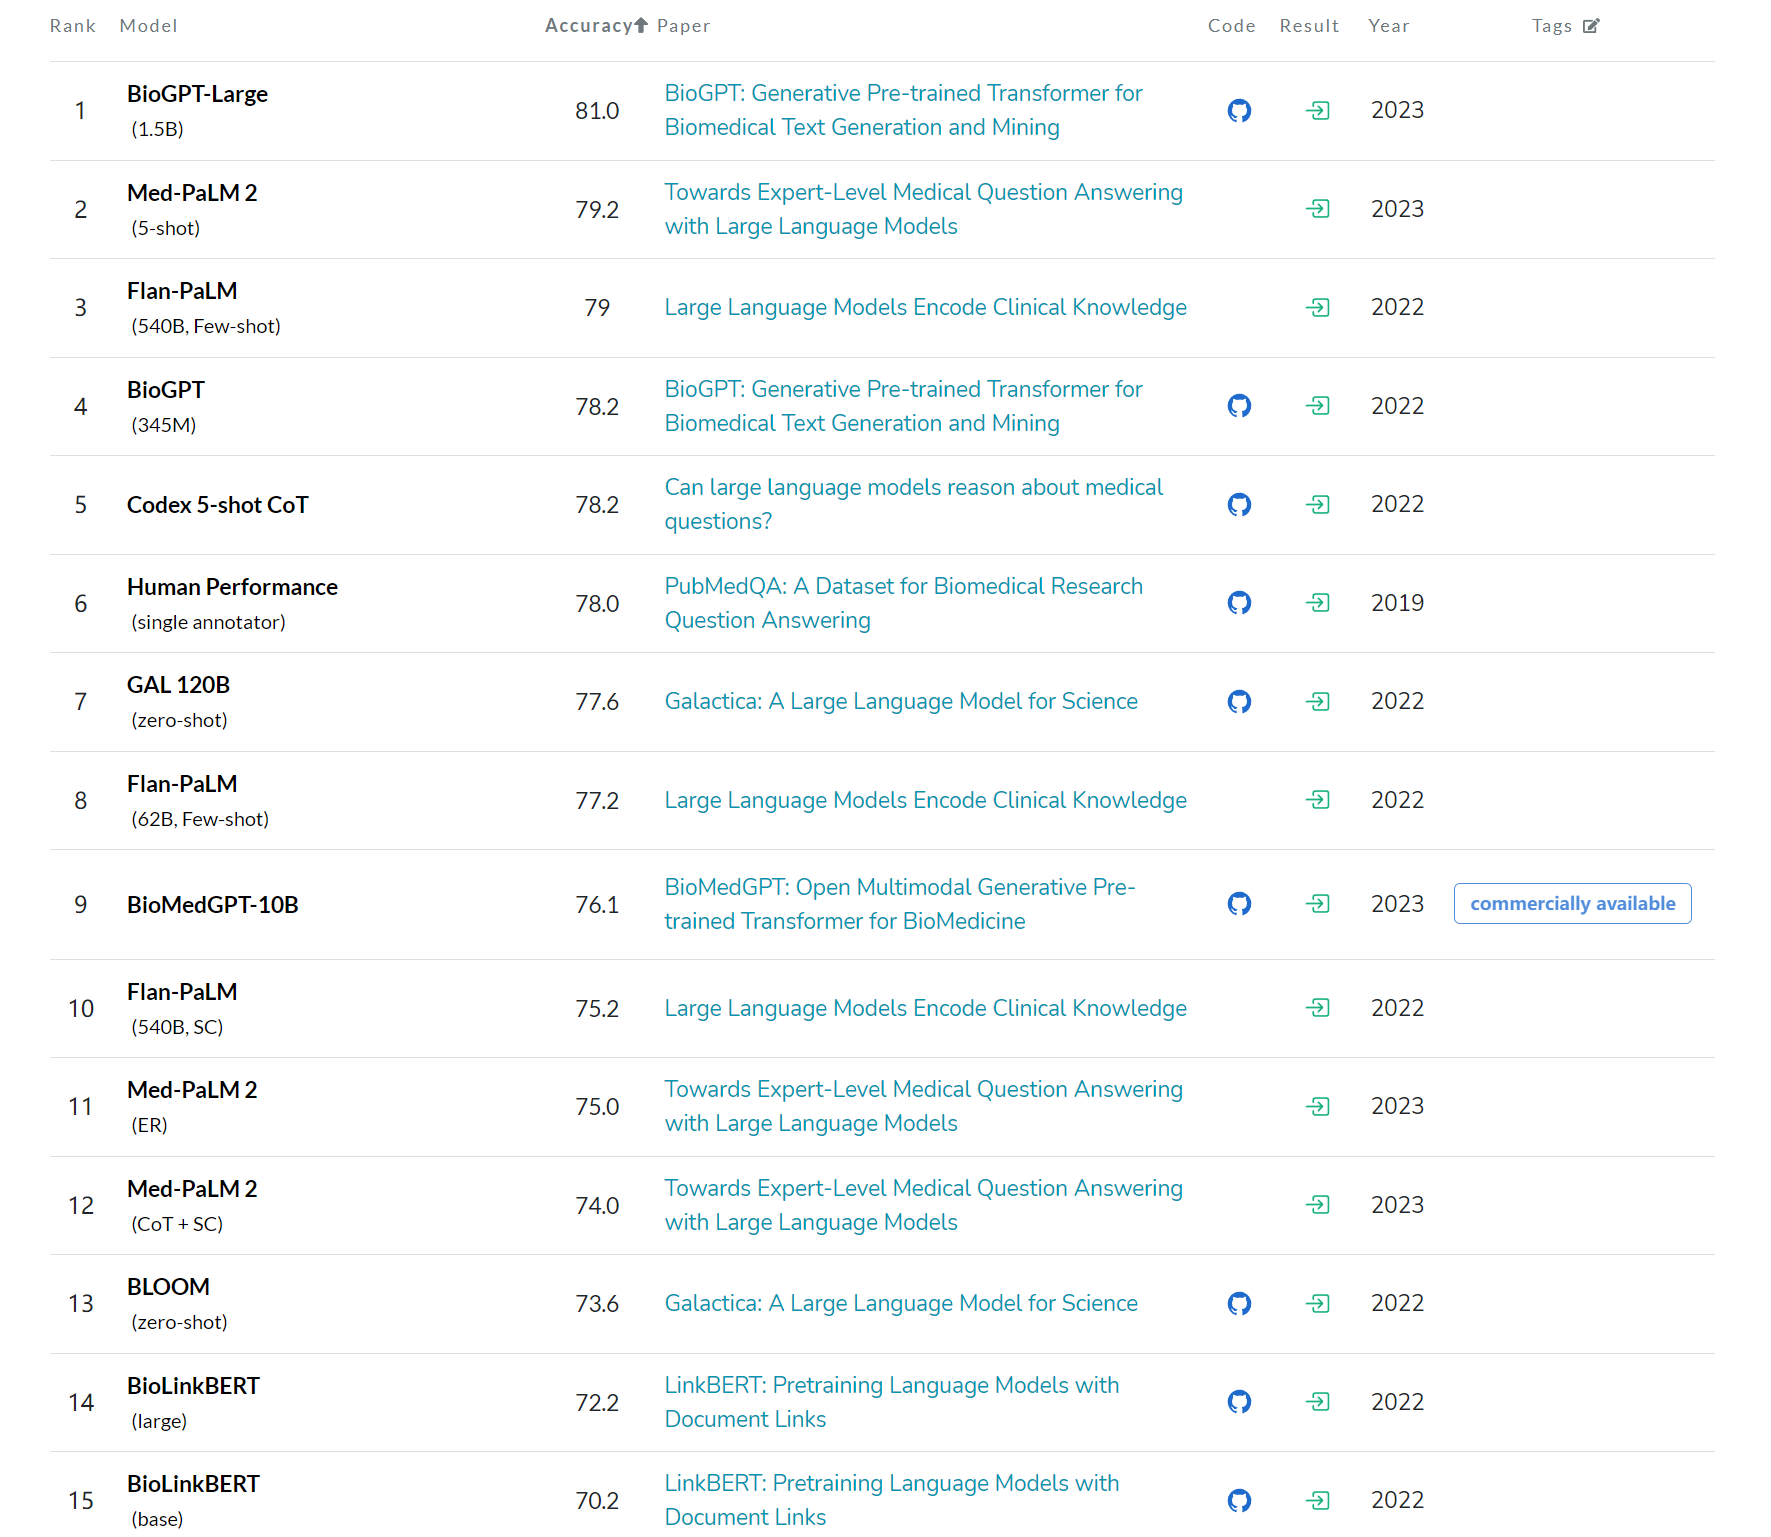 Rank Model Accuracy Paper Code Result Year Tags
1 BioGPT-Large (1.5B) 81.0 BioGPT: Generative Pre-trained Transformer for Biomedical Text Generation and Mining 2023
2 Med-PaLM 2 (5-shot) 79.2 Towards Expert-Level Medical Question Answering with Large Language Models 2023
3 Flan-PaLM (540B, Few-shot) 79 Large Language Models Encode Clinical Knowledge 2022
4 BioGPT (345M) 78.2 BioGPT: Generative Pre-trained Transformer for Biomedical Text Generation and Mining 2022
5 Codex 5-shot CoT 78.2 Can large language models reason about medical questions? 2022
6 Human Performance (single annotator) 78.0 PubMedQA: A Dataset for Biomedical Research Question Answering 2019
7 GAL 120B (zero-shot) 77.6 Galactica: A Large Language Model for Science 2022
8 Flan-PaLM (62B, Few-shot) 77.2 Large Language Models Encode Clinical Knowledge 2022
9 BioMedGPT-10B 76.1 BioMedGPT: Open Multimodal Generative Pre-trained Transformer for BioMedicine 2023 commercially available
10 Flan-PaLM (540B, SC) 75.2 Large Language Models Encode Clinical Knowledge 2022
11 Med-PaLM 2 (ER) 75.0 Towards Expert-Level Medical Question Answering with Large Language Models 2023
12 Med-PaLM 2 (CoT + SC) 74.0 Towards Expert-Level Medical Question Answering with Large Language Models 2023
13 BLOOM (zero-shot) 73.6 Galactica: A Large Language Model for Science 2022
14 BioLinkBERT (large) 72.2 LinkBERT: Pretraining Language Models with Document Links 2022
15 BioLinkBERT (base) 70.2 LinkBERT: Pretraining Language Models with Document Links 2022